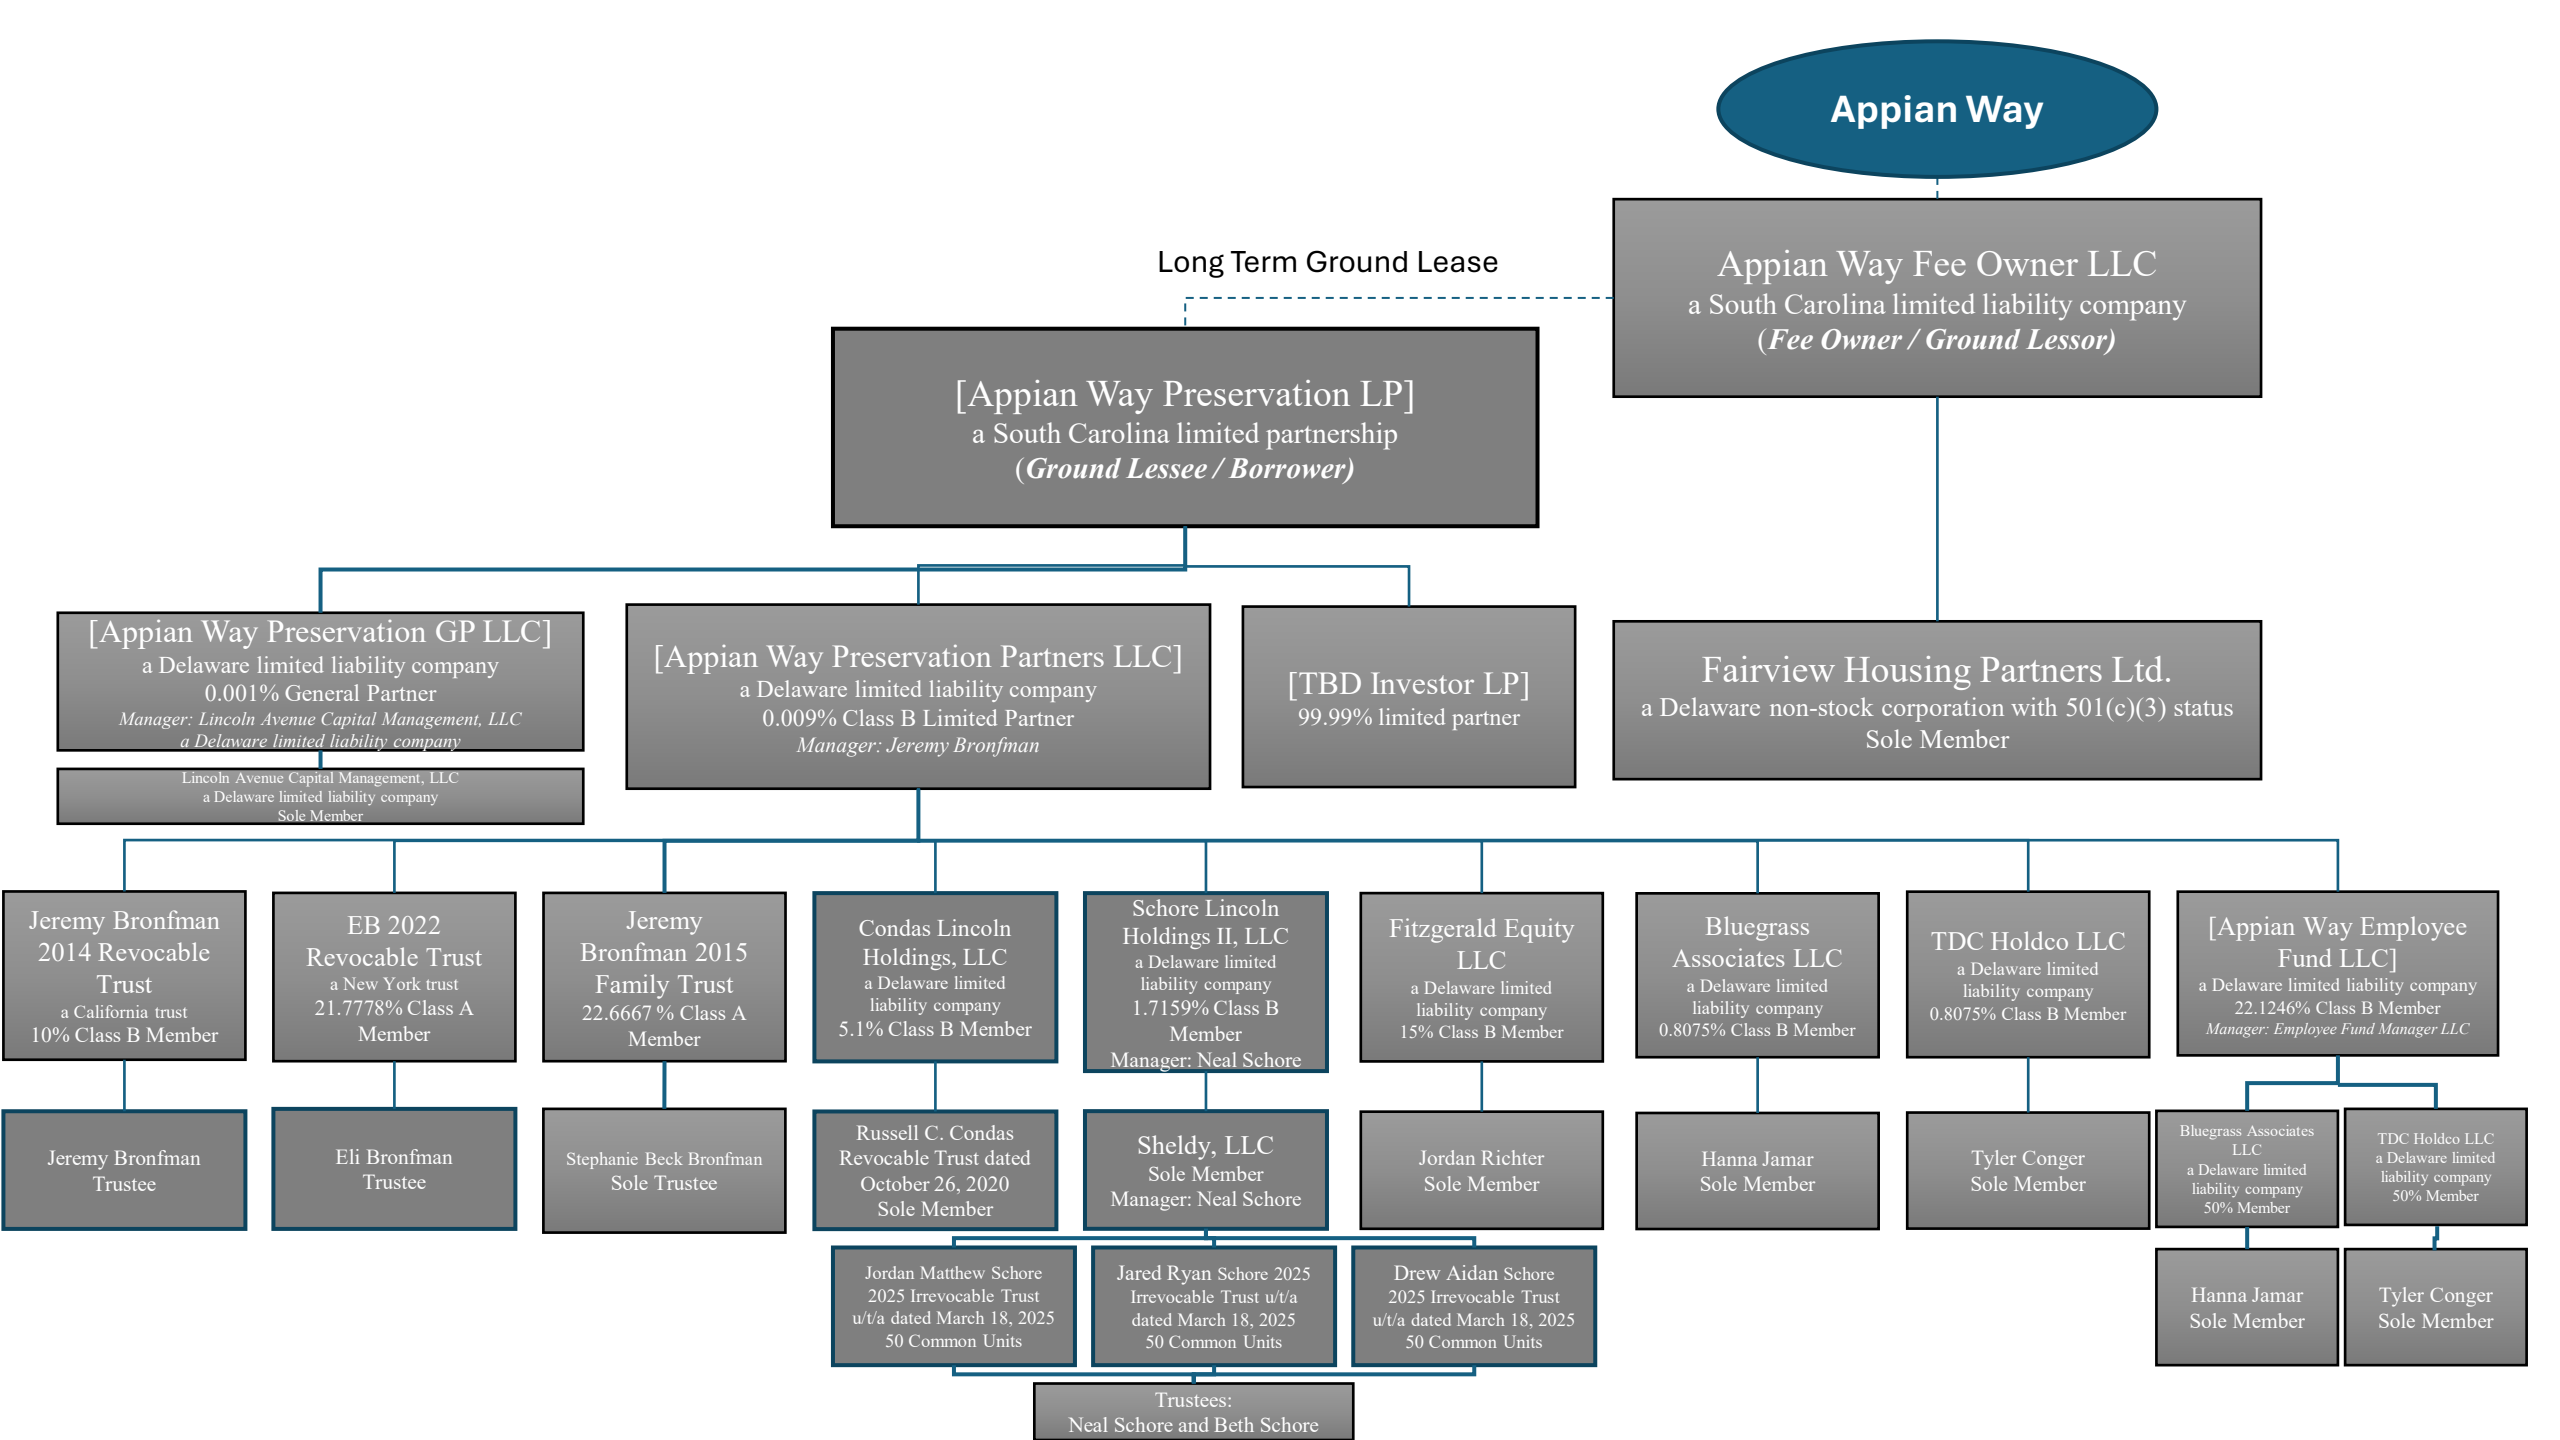 Appian Way
Appian Way Fee Owner LLC
a South Carolina limited liability company
(Fee Owner / Ground Lessor)
Long Term Ground Lease
[Appian Way Preservation LP]
a South Carolina limited partnership
(Ground Lessee / Borrower)
[Appian Way Preservation GP LLC]
a Delaware limited liability company
0.001% General Partner
Manager: Lincoln Avenue Capital Management, LLC
a Delaware limited liability company
Lincoln Avenue Capital Management, LLC
a Delaware limited liability company
Sole Member
[Appian Way Preservation Partners LLC]
a Delaware limited liability company
0.009% Class B Limited Partner
Manager: Jeremy Bronfman
[TBD Investor LP]
99.99% limited partner
Fairview Housing Partners Ltd.
a Delaware non-stock corporation with 501(c)(3) status
Sole Member
Jeremy Bronfman
2014 Revocable
Trust
a California trust
10% Class B Member
EB 2022
Revocable Trust
a New York trust
21.7778% Class A
Member
Jeremy
Bronfman 2015
Family Trust
22.6667 % Class A
Member
Condas Lincoln
Holdings, LLC
a Delaware limited
liability company
5.1% Class B Member
Schore Lincoln
Holdings II, LLC
a Delaware limited
liability company
1.7159% Class B
Member
Manager: Neal Schore
Fitzgerald Equity
LLC
a Delaware limited
liability company
15% Class B Member
Bluegrass
Associates LLC
a Delaware limited
liability company
0.8075% Class B Member
TDC Holdco LLC
a Delaware limited
liability company
0.8075% Class B Member
[Appian Way Employee
Fund LLC]
a Delaware limited liability company
22.1246% Class B Member
Manager: Employee Fund Manager LLC
Jeremy Bronfman
Trustee
Eli Bronfman
Trustee
Stephanie Beck Bronfman
Sole Trustee
Russell C. Condas
Revocable Trust dated
October 26, 2020
Sole Member
Sheldy, LLC
Sole Member
Manager: Neal Schore
Jordan Richter
Sole Member
Hanna Jamar
Sole Member
Tyler Conger
Sole Member
Bluegrass Associates
LLC
a Delaware limited
liability company
50% Member
TDC Holdco LLC
a Delaware limited
liability company
50% Member
Jordan Matthew Schore
2025 Irrevocable Trust
u/t/a dated March 18, 2025
50 Common Units
Jared Ryan Schore 2025
Irrevocable Trust u/t/a
dated March 18, 2025
50 Common Units
Drew Aidan Schore
2025 Irrevocable Trust
u/t/a dated March 18, 2025
50 Common Units
Hanna Jamar
Sole Member
Tyler Conger
Sole Member
Trustees:
Neal Schore and Beth Schore